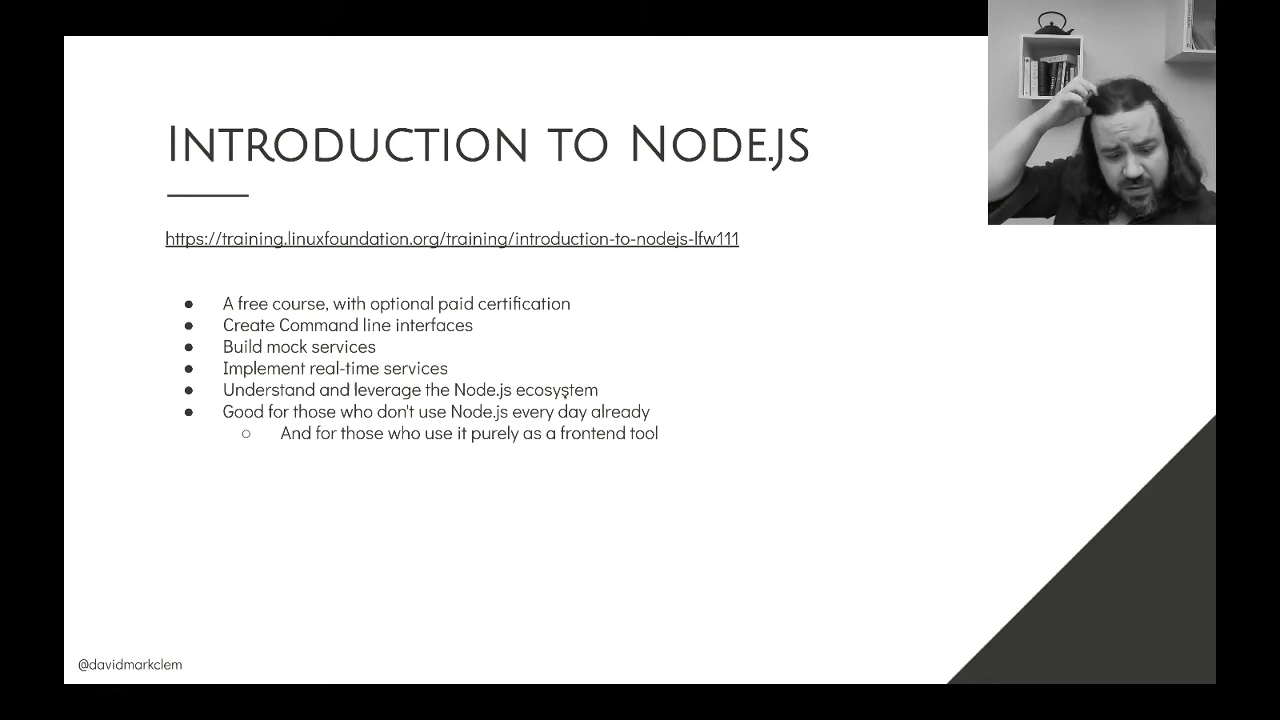 Introduction to Node.js
https://training.linuxfoundation.org/training/introduction-to-nodejs-lfw111
● A free course, with optional paid certification
● Create Command line interfaces
● Build mock services
● Implement real-time services
● Understand and leverage the Node.js ecosystem
● Good for those who don't use Node.js every day already
○ And for those who use it purely as a frontend tool
@davidmarkclem